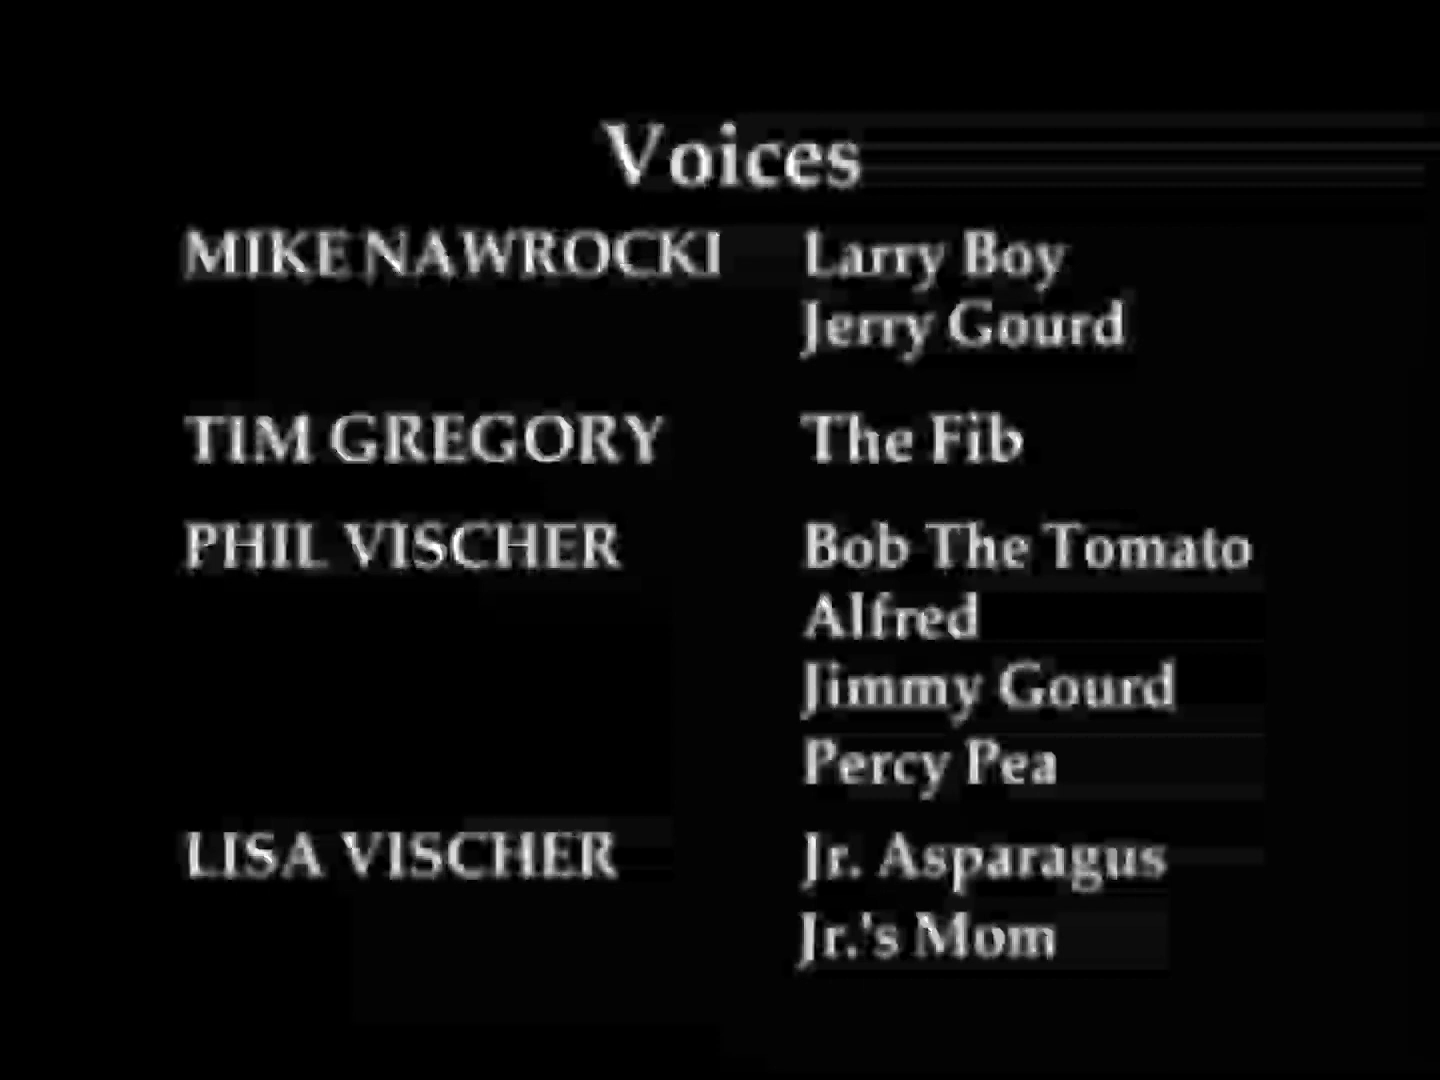 Voices
MIKE NAWROCKI Larry Boy
Jerry Gourd
TIM GREGORY The Fib
PHIL VISCHER Bob The Tomato
Alfred
Jimmy Gourd
Percy Pea
LISA VISCHER Jr. Asparagus
Jr.'s Mom